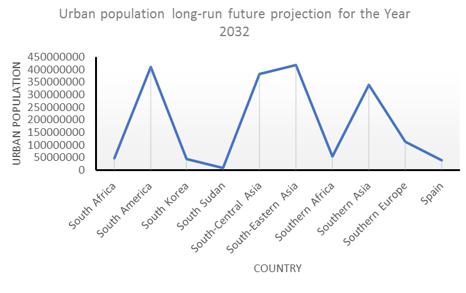 Urban population long-run future projection for the Year
2032
URBAN POPULATION
450000000
400000000
350000000
300000000
250000000
200000000
150000000
100000000
50000000
0
South Africa
South America
South Korea
South Sudan
South-Central Asia
South-Eastern Asia
Southern Africa
Southern Asia
Southern Europe
Spain
COUNTRY